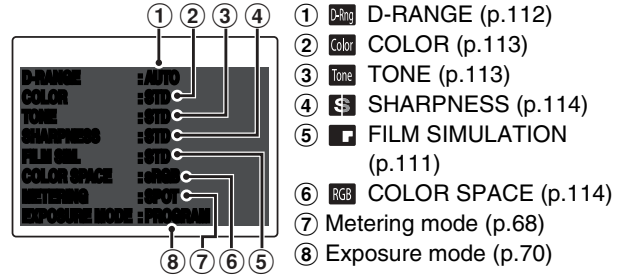 ① ② ③ ④
D-RANGE : AUTO
COLOR : STD
TONE : STD
SHARPNESS : STD
FILM SIM. : STD
COLOR SPACE : sRGB
METERING : SPOT
EXPOSURE MODE : PROGRAM
⑧ ⑦ ⑥ ⑤
① D-Rng D-RANGE (p.112)
② Color COLOR (p.113)
③ Tone TONE (p.113)
④ S SHARPNESS (p.114)
⑤ FILM SIMULATION
(p.111)
⑥ RGB COLOR SPACE (p.114)
⑦ Metering mode (p.68)
⑧ Exposure mode (p.70)